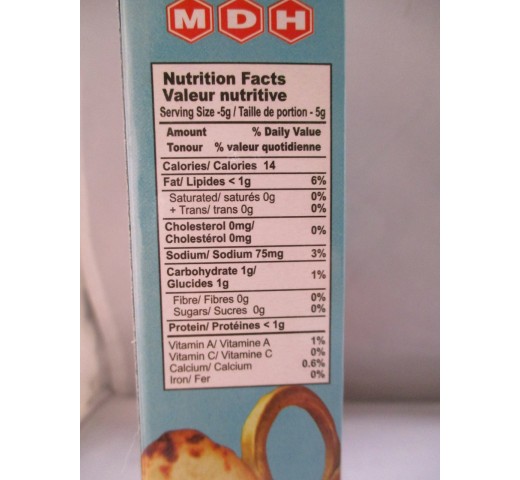 MDH
Nutrition Facts
Valeur nutritive
Serving Size -5g / Taille de portion - 5g
Amount % Daily Value
Tonour % valeur quotidienne
Calories/ Calories 14
Fat/ Lipides < 1g 6%
Saturated/ saturés 0g 0%
+ Trans/ trans 0g 0%
Cholesterol 0mg/ 0%
Cholestérol 0mg
Sodium/ Sodium 75mg 3%
Carbohydrate 1g/ 1%
Glucides 1g
Fibre/ Fibres 0g 0%
Sugars/ Sucres 0g 0%
Protein/ Protéines < 1g
Vitamin A/ Vitamine A 1%
Vitamin C/ Vitamine C 0%
Calcium/ Calcium 0.6%
Iron/ Fer 0%